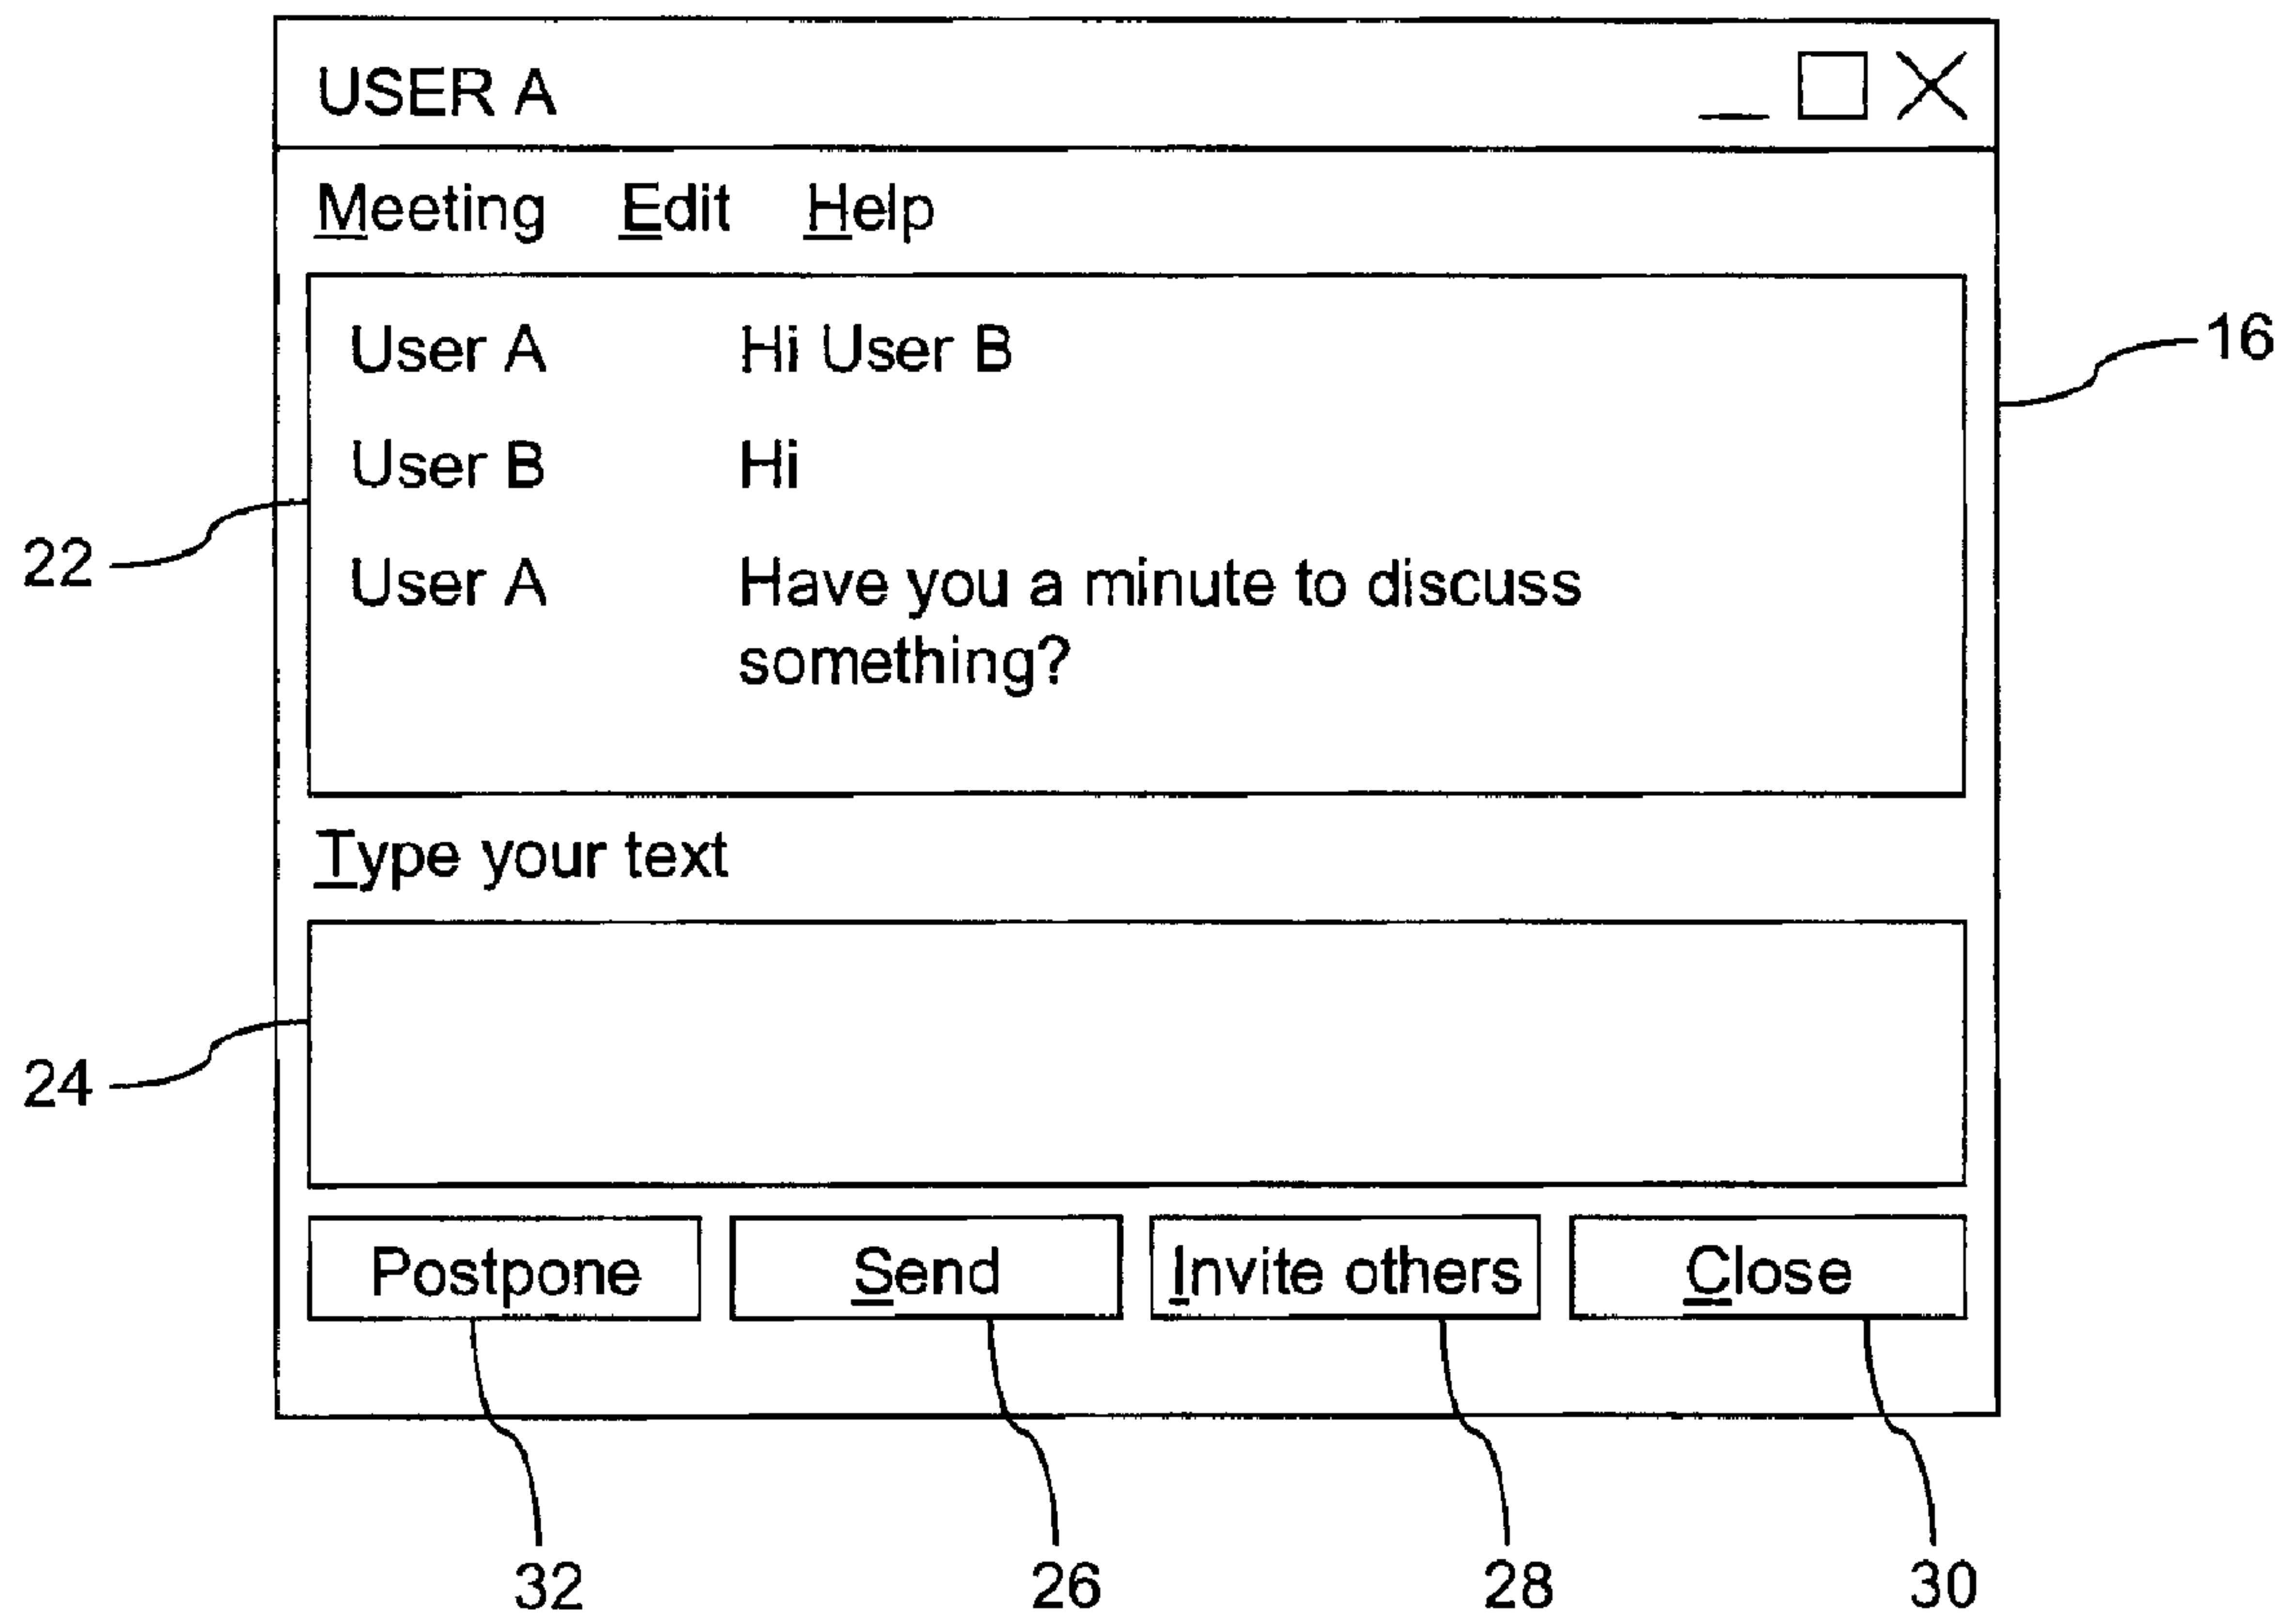 USER A
Meeting Edit Help
User A Hi User B
16
User B Hi
22
User A Have you a minute to discuss
something?
Type your text
24
Postpone Send Invite others Close
32 26 28 30